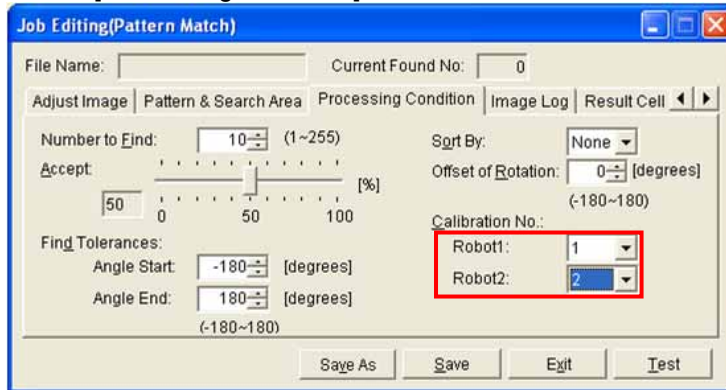 Job Editing(Pattern Match)
File Name: Current Found No: 0
Adjust Image Pattern & Search Area Processing Condition Image Log Result Cell
Number to Find: 10 (1~255) Sort By: None
Accept: [%] Offset of Rotation: 0 [degrees]
50 0 50 100 (-180~180)
Calibration No.:
Find Tolerances: Robot1: 1
Angle Start: -180 [degrees] Robot2: 2
Angle End: 180 [degrees]
(-180~180)
Save As Save Exit Test